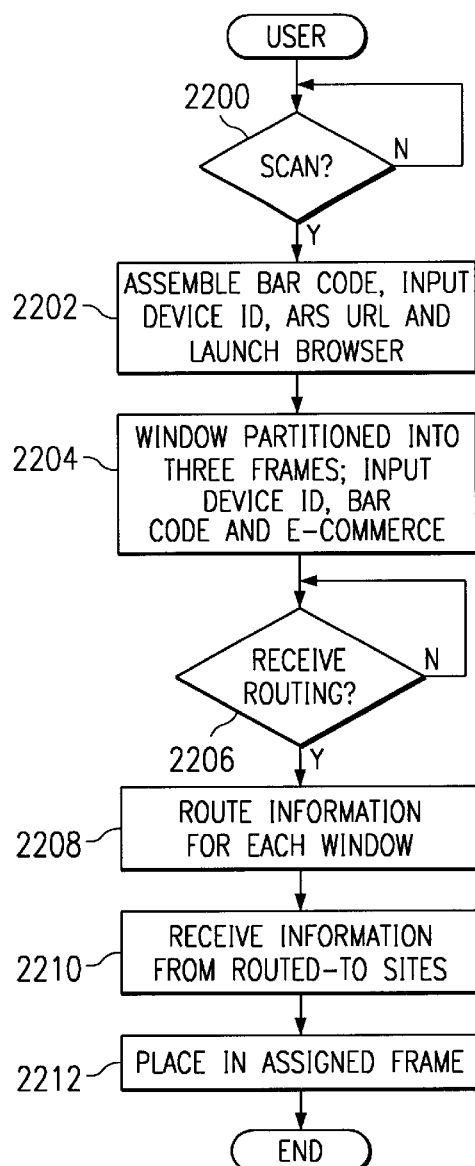 USER
2200
SCAN?
N
Y
2202
ASSEMBLE BAR CODE, INPUT
DEVICE ID, ARS URL AND
LAUNCH BROWSER
2204
WINDOW PARTITIONED INTO
THREE FRAMES; INPUT
DEVICE ID, BAR
CODE AND E-COMMERCE
RECEIVE
ROUTING?
N
2206
Y
2208
ROUTE INFORMATION
FOR EACH WINDOW
2210
RECEIVE INFORMATION
FROM ROUTED-TO SITES
2212
PLACE IN ASSIGNED FRAME
END